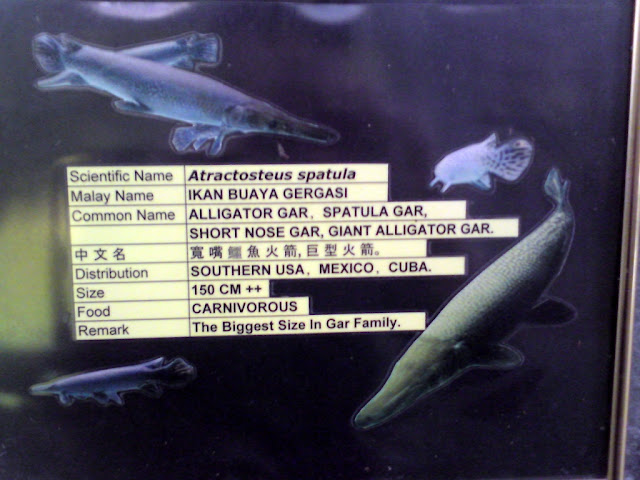 Scientific Name Atractosteus spatula
Malay Name IKAN BUAYA GERGASI
Common Name ALLIGATOR GAR, SPATULA GAR,
SHORT NOSE GAR, GIANT ALLIGATOR GAR.
中文名 寬嘴鱷魚火箭,巨型火箭。
Distribution SOUTHERN USA, MEXICO, CUBA.
Size 150 CM ++
Food CARNIVOROUS
Remark The Biggest Size In Gar Family.